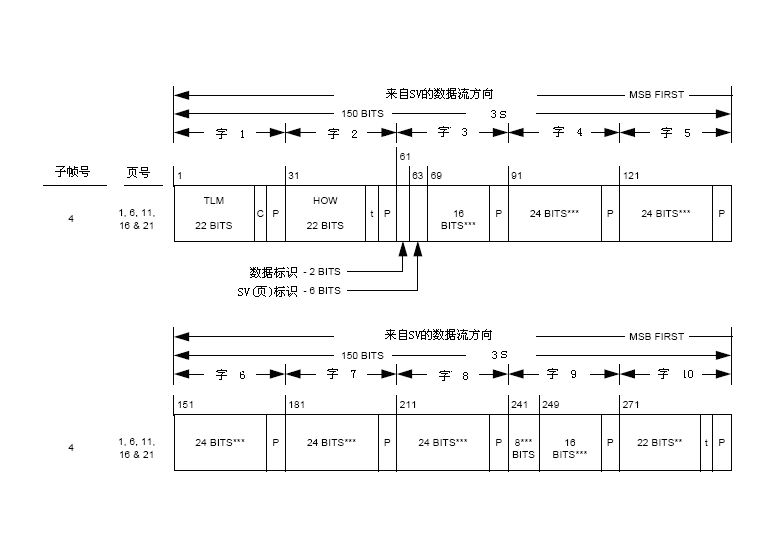 来自SV的数据流方向 MSB FIRST
150 BITS 3S
字 1 字 2 字 3 字 4 字 5
61
子帧号 页号 1 31 63 69 91 121
TLM HOW
4 1, 6, 11, 16 & 21 22 BITS C P 22 BITS t P 16 BITS*** P 24 BITS*** P 24 BITS*** P
数据标识 - 2 BITS
SV(页)标识 - 6 BITS
来自SV的数据流方向 MSB FIRST
150 BITS 3S
字 6 字 7 字 8 字 9 字 10
151 181 211 241 249 271
4 1, 6, 11, 16 & 21 24 BITS*** P 24 BITS*** P 24 BITS*** P 8*** BITS 16 BITS*** P 22 BITS** t P